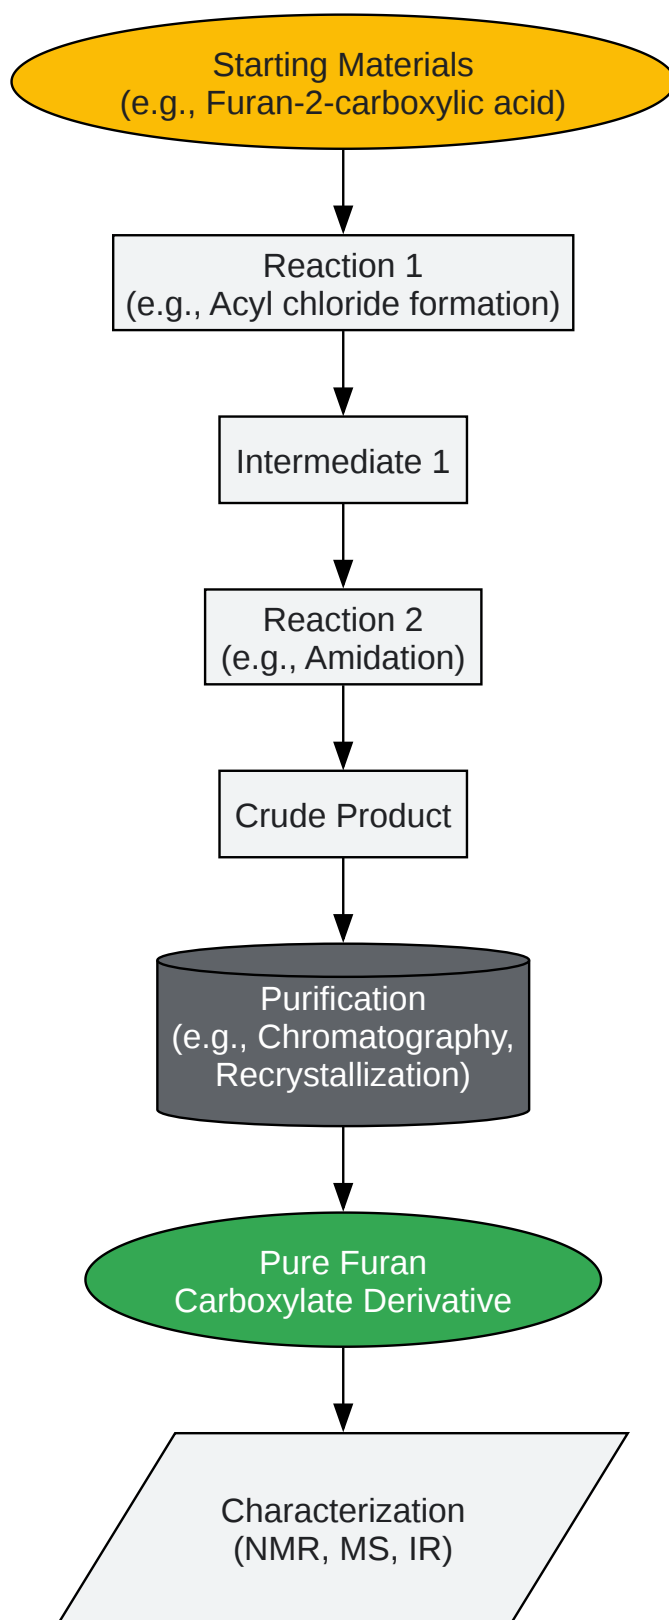 Starting Materials
(e.g., Furan-2-carboxylic acid)
Reaction 1
(e.g., Acyl chloride formation)
Intermediate 1
Reaction 2
(e.g., Amidation)
Crude Product
Purification
(e.g., Chromatography,
Recrystallization)
Pure Furan
Carboxylate Derivative
Characterization
(NMR, MS, IR)